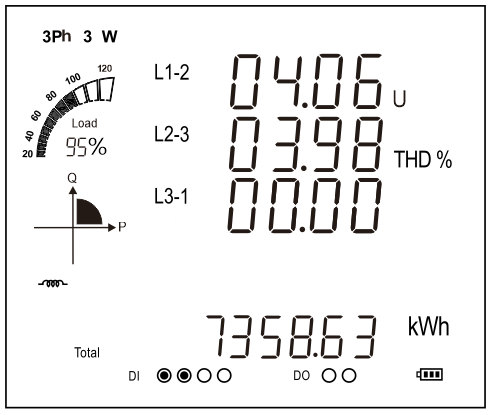 3Ph 3 W
20 40 60 80 100 120
Load
95%
L1-2 04.06 U
L2-3 03.98 THD %
L3-1 00.00
Q
P
7358.63 kWh
Total
DI DO